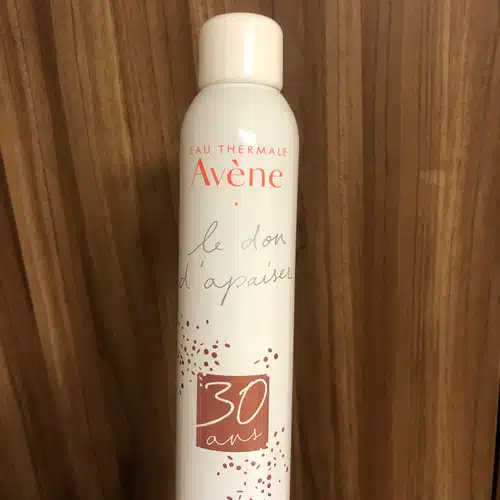 EAU THERMALE
Avène
le don
d'apaiser
30
ans